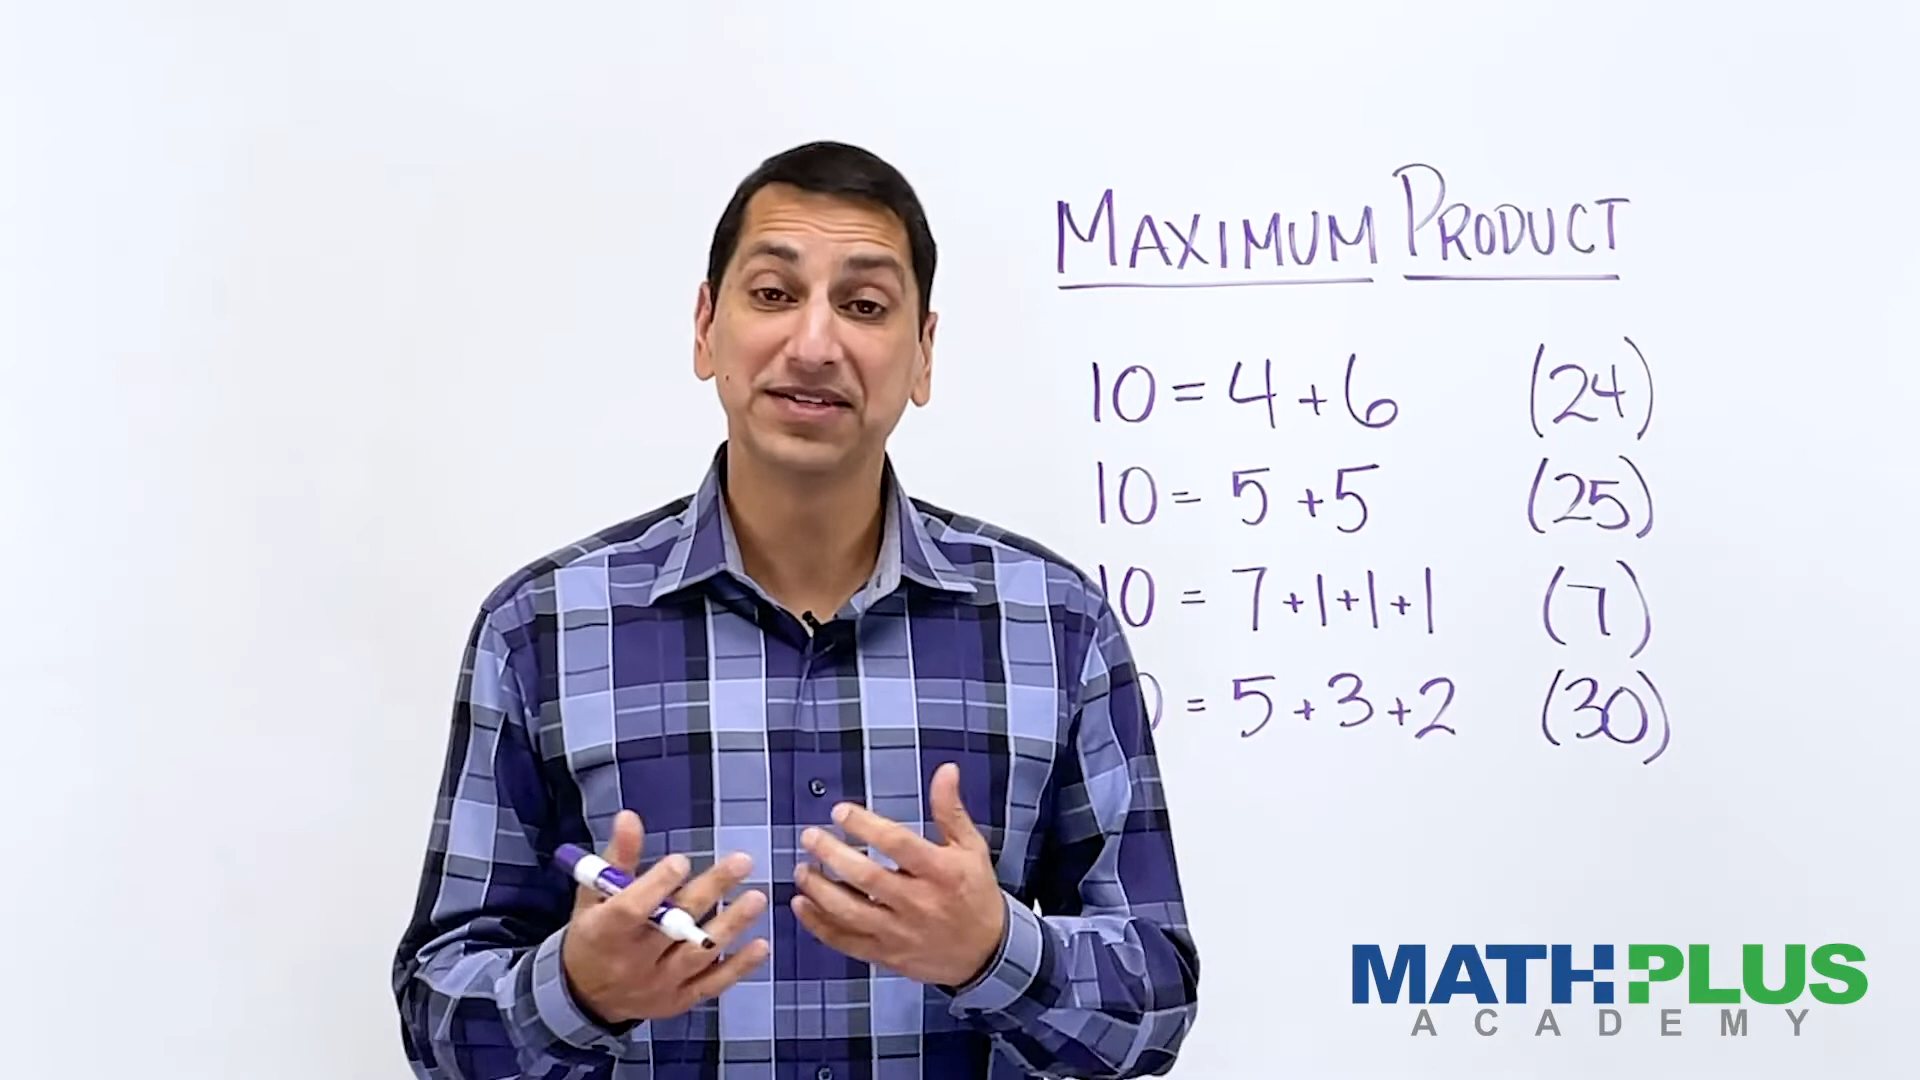 MAXIMUM PRODUCT
10 = 4 + 6 (24)
10 = 5 + 5 (25)
10 = 7 + 1 + 1 + 1 (7)
0 = 5 + 3 + 2 (30)
MATHPLUS
ACADEMY